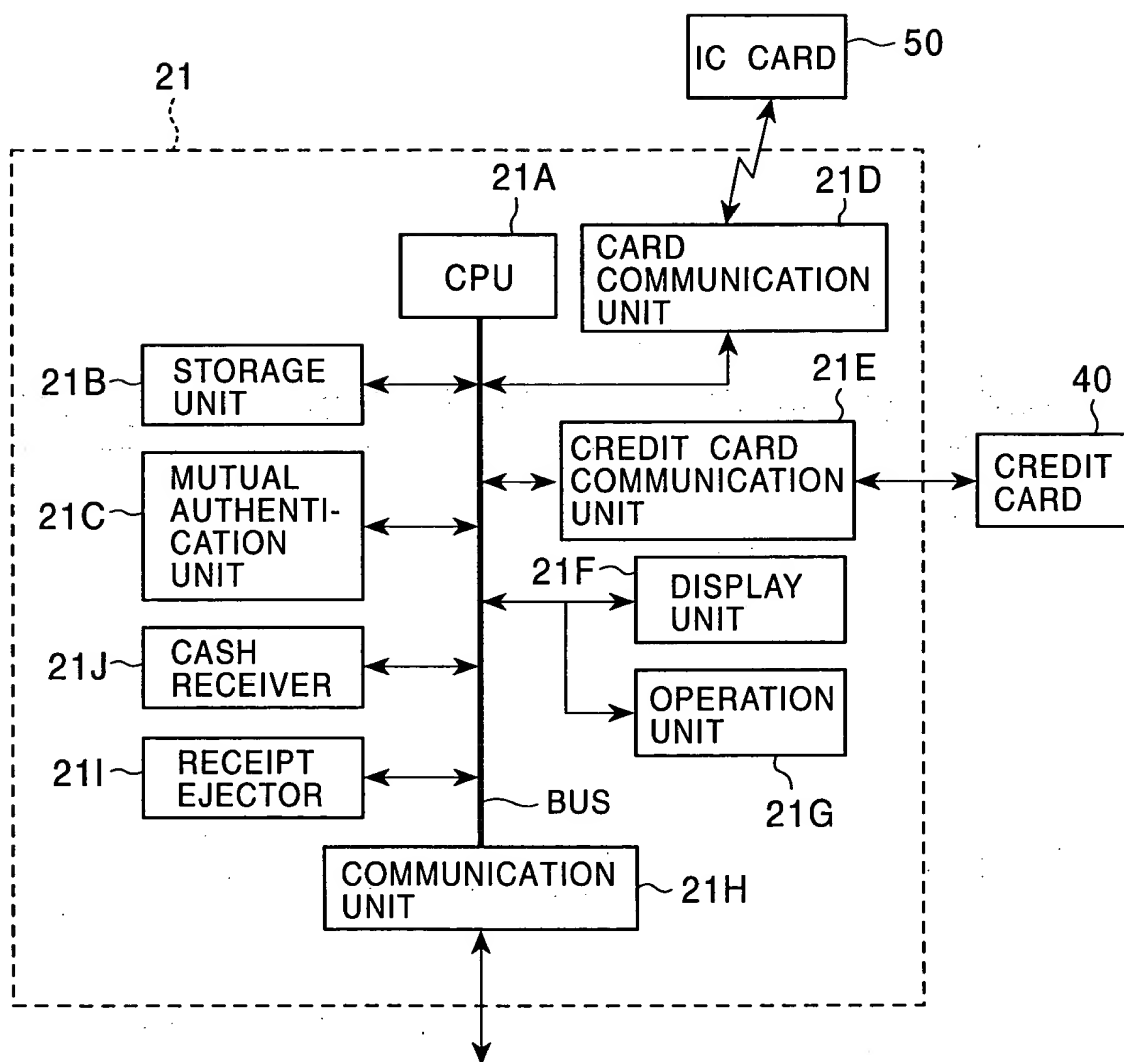 IC CARD
50
21
21A
21D
CPU
CARD
COMMUNICATION
UNIT
21B
STORAGE
UNIT
21E
40
CREDIT CARD
COMMUNICATION
UNIT
CREDIT
CARD
21C
MUTUAL
AUTHENTI-
CATION
UNIT
21F
DISPLAY
UNIT
21J
CASH
RECEIVER
OPERATION
UNIT
21I
RECEIPT
EJECTOR
BUS
21G
COMMUNICATION
UNIT
21H